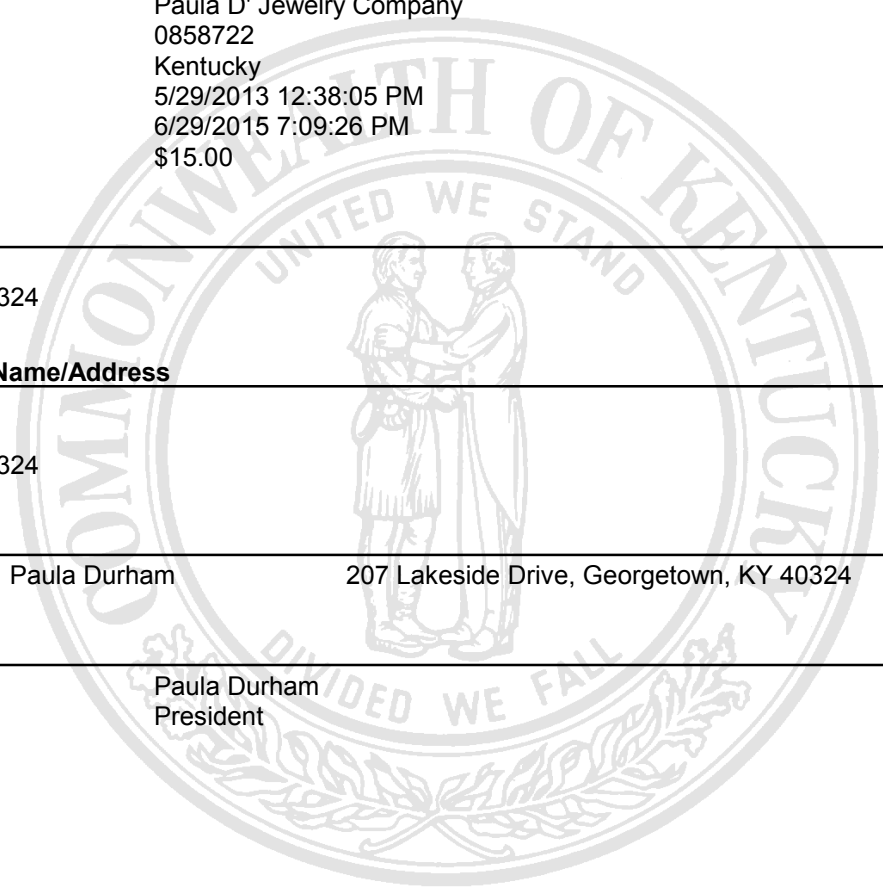 Paula D' Jewelry Company
0858722
Kentucky
5/29/2013 12:38:05 PM
6/29/2015 7:09:26 PM
$15.00
324
Name/Address
324
Paula Durham 207 Lakeside Drive, Georgetown, KY 40324
Paula Durham
President
COMMONWEALTH OF KENTUCKY
UNITED WE STAND
DIVIDED WE FALL